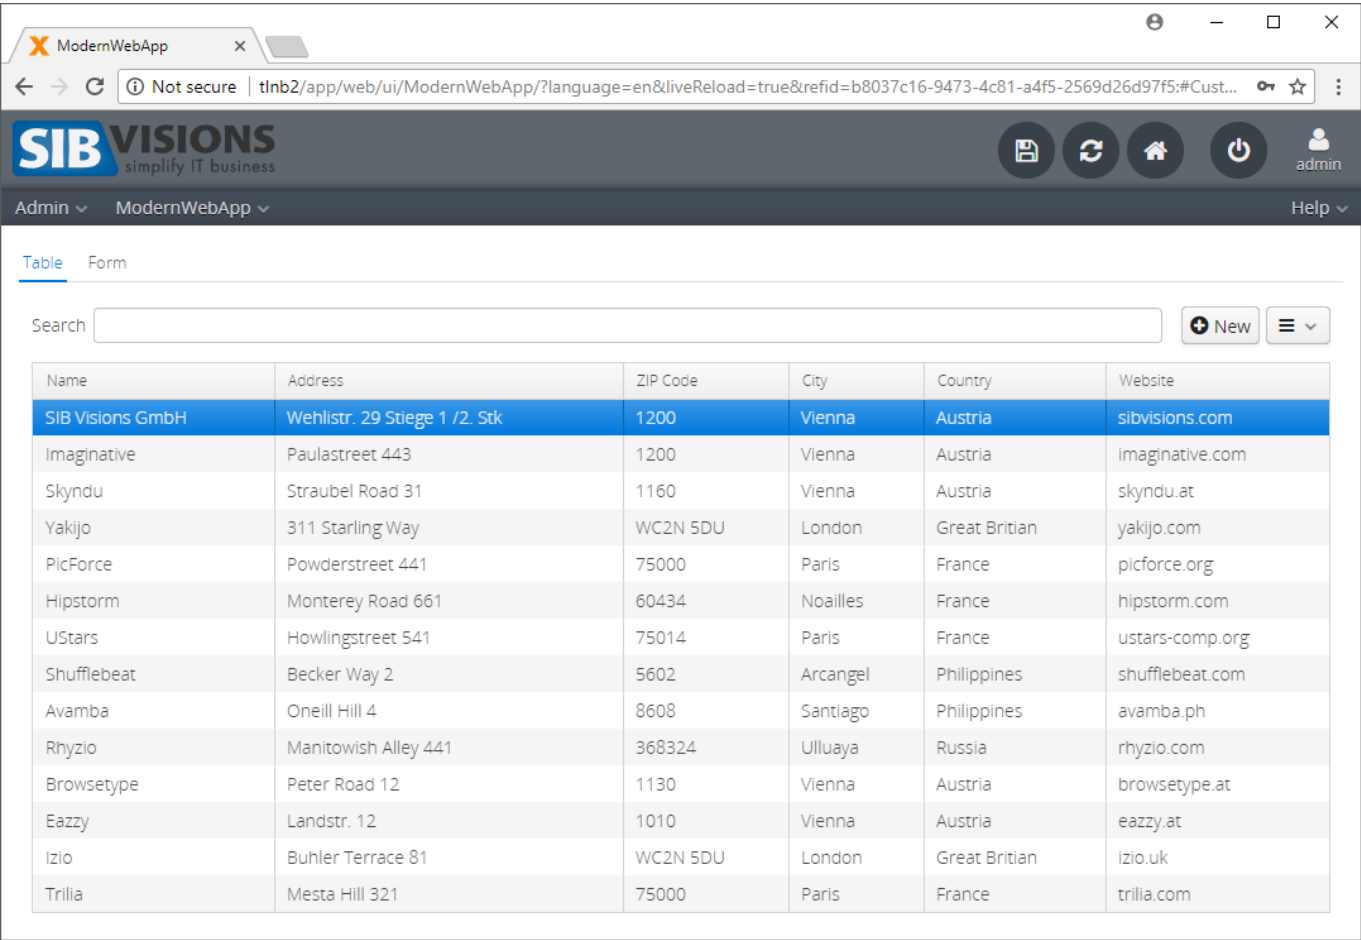 ModernWebApp
Not secure | tlnb2/app/web/ui/ModernWebApp/?language=en&liveReload=true&refid=b8037c16-9473-4c81-a4f5-2569d26d97f5:#Cust...
SIB VISIONS
simplify IT business
admin
Admin ModernWebApp Help
Table Form
Search New
Name Address ZIP Code City Country Website
SIB Visions GmbH Wehlistr. 29 Stiege 1 /2. Stk 1200 Vienna Austria sibvisions.com
Imaginative Paulastreet 443 1200 Vienna Austria imaginative.com
Skyndu Straubel Road 31 1160 Vienna Austria skyndu.at
Yakijo 311 Starling Way WC2N 5DU London Great Britian yakijo.com
PicForce Powderstreet 441 75000 Paris France picforce.org
Hipstorm Monterey Road 661 60434 Noailles France hipstorm.com
UStars Howlingstreet 541 75014 Paris France ustars-comp.org
Shufflebeat Becker Way 2 5602 Arcangel Philippines shufflebeat.com
Avamba Oneill Hill 4 8608 Santiago Philippines avamba.ph
Rhyzio Manitowish Alley 441 368324 Ulluaya Russia rhyzio.com
Browsetype Peter Road 12 1130 Vienna Austria browsetype.at
Eazzy Landstr. 12 1010 Vienna Austria eazzy.at
Izio Buhler Terrace 81 WC2N 5DU London Great Britian izio.uk
Trilia Mesta Hill 321 75000 Paris France trilia.com